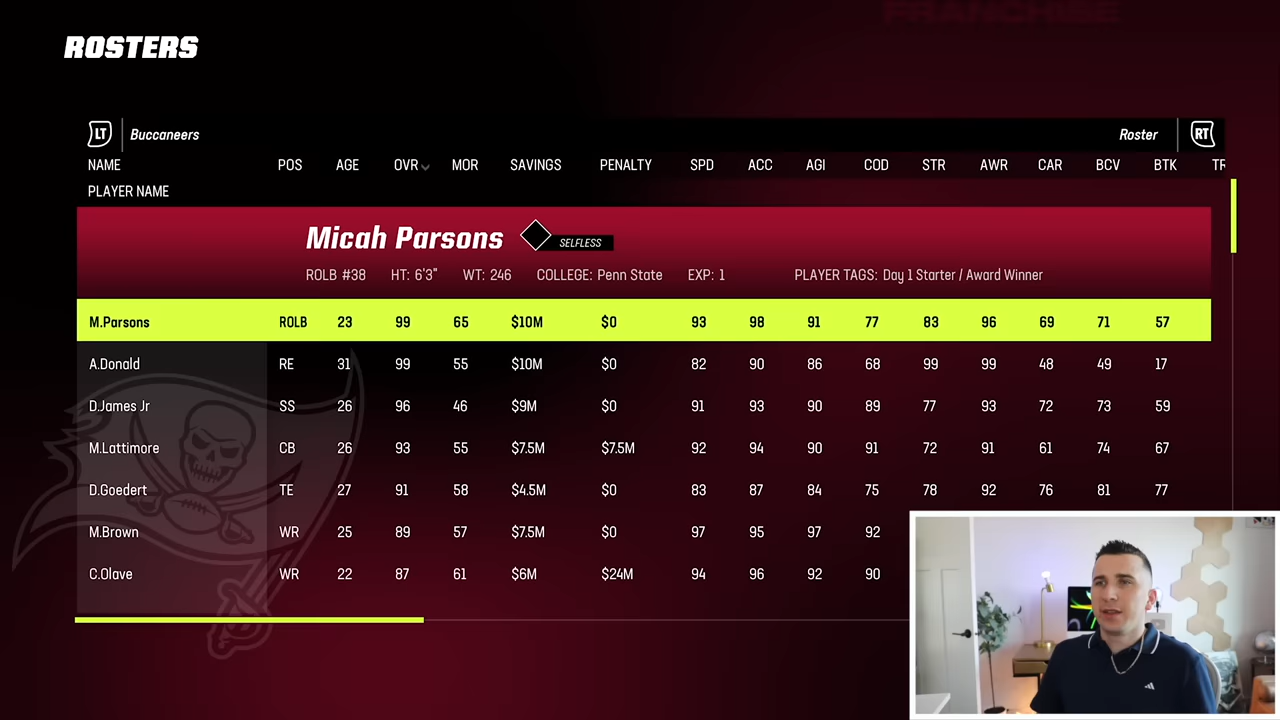 FRANCHISE
ROSTERS
LT Buccaneers Roster RT
NAME POS AGE OVR MOR SAVINGS PENALTY SPD ACC AGI COD STR AWR CAR BCV BTK TR
PLAYER NAME
Micah Parsons SELFLESS
ROLB #38 HT: 6'3" WT: 246 COLLEGE: Penn State EXP: 1 PLAYER TAGS: Day 1 Starter / Award Winner
M.Parsons ROLB 23 99 65 $10M $0 93 98 91 77 83 96 69 71 57
A.Donald RE 31 99 55 $10M $0 82 90 86 68 99 99 48 49 17
D.James Jr SS 26 96 46 $9M $0 91 93 90 89 77 93 72 73 59
M.Lattimore CB 26 93 55 $7.5M $7.5M 92 94 90 91 72 91 61 74 67
D.Goedert TE 27 91 58 $4.5M $0 83 87 84 75 78 92 76 81 77
M.Brown WR 25 89 57 $7.5M $0 97 95 97 92
C.Olave WR 22 87 61 $6M $24M 94 96 92 90